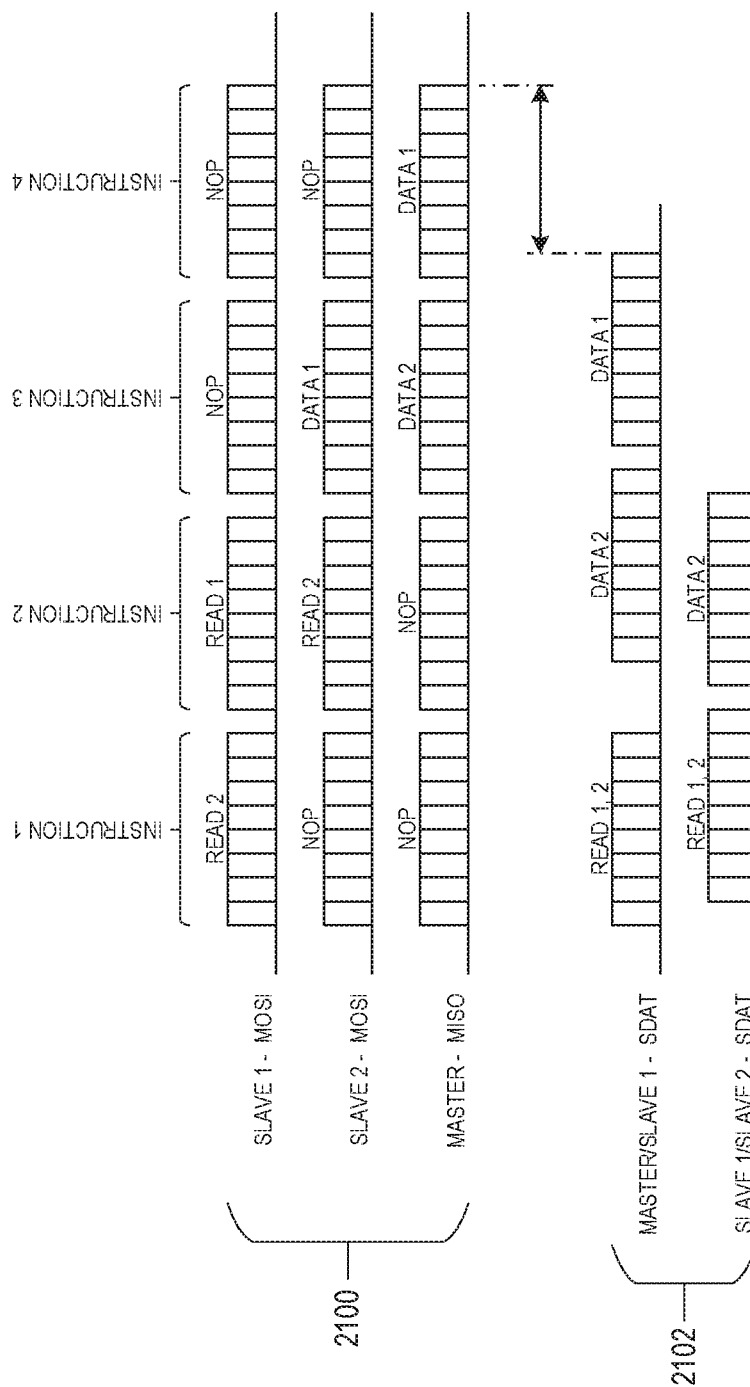 INSTRUCTION 1
INSTRUCTION 2
INSTRUCTION 3
INSTRUCTION 4
2100
SLAVE 1 - MOSI
READ 2
READ 1
NOP
NOP
SLAVE 2 - MOSI
NOP
READ 2
DATA 1
NOP
MASTER - MISO
NOP
NOP
DATA 2
DATA 1
2102
MASTER/SLAVE 1 - SDAT
READ 1, 2
DATA 2
DATA 1
SLAVE 1/SLAVE 2 - SDAT
READ 1, 2
DATA 2